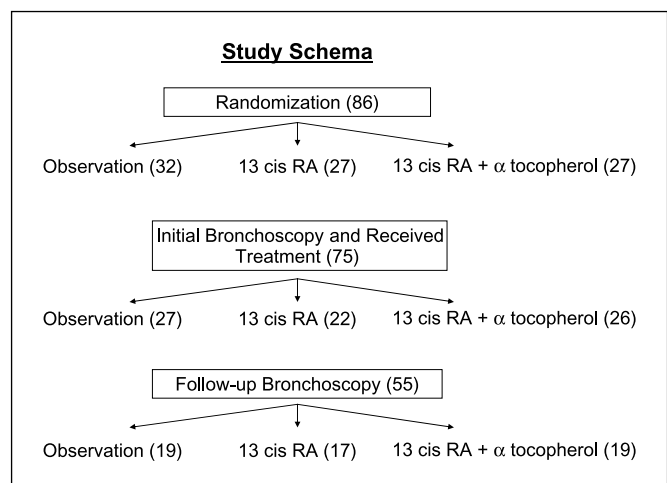 Study Schema
Randomization (86)
Observation (32) 13 cis RA (27) 13 cis RA + α tocopherol (27)
Initial Bronchoscopy and Received
Treatment (75)
Observation (27) 13 cis RA (22) 13 cis RA + α tocopherol (26)
Follow-up Bronchoscopy (55)
Observation (19) 13 cis RA (17) 13 cis RA + α tocopherol (19)